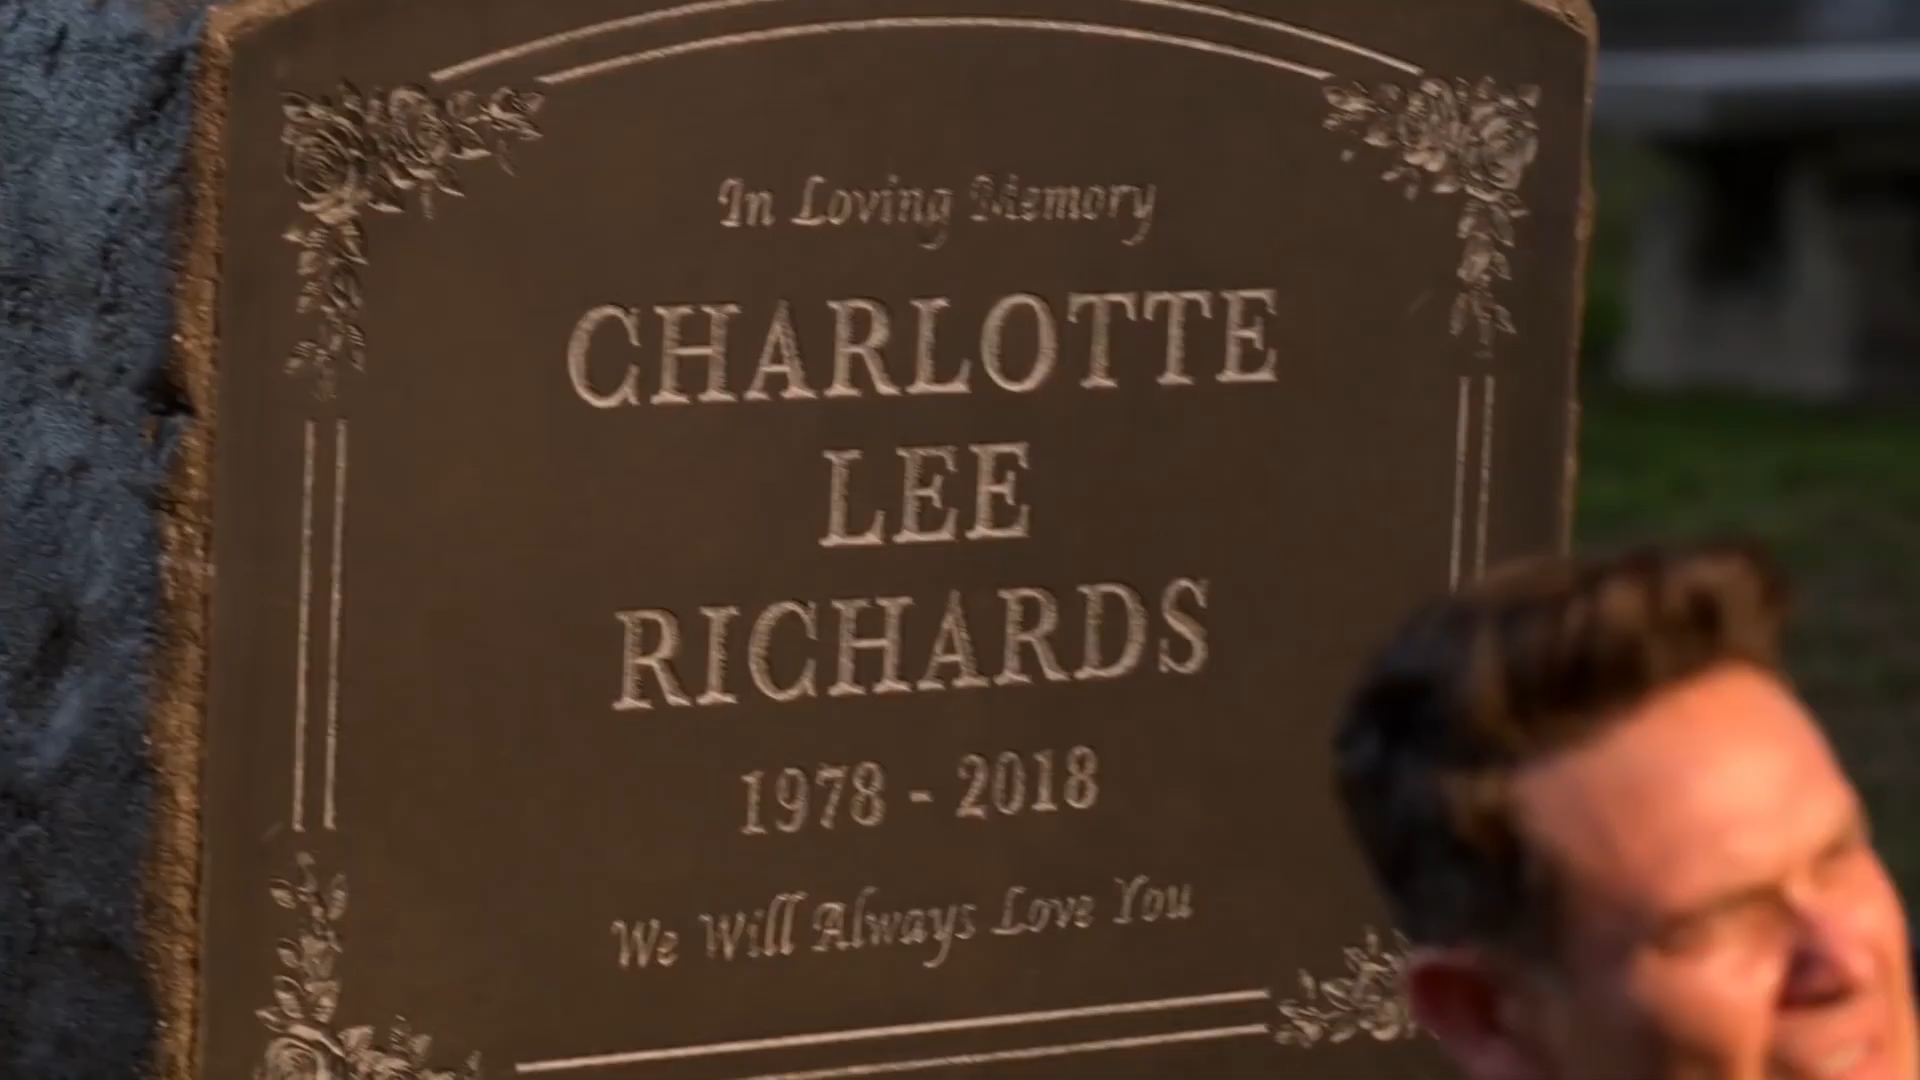 In Loving Memory
CHARLOTTE
LEE
RICHARDS
1978 - 2018
We Will Always Love You